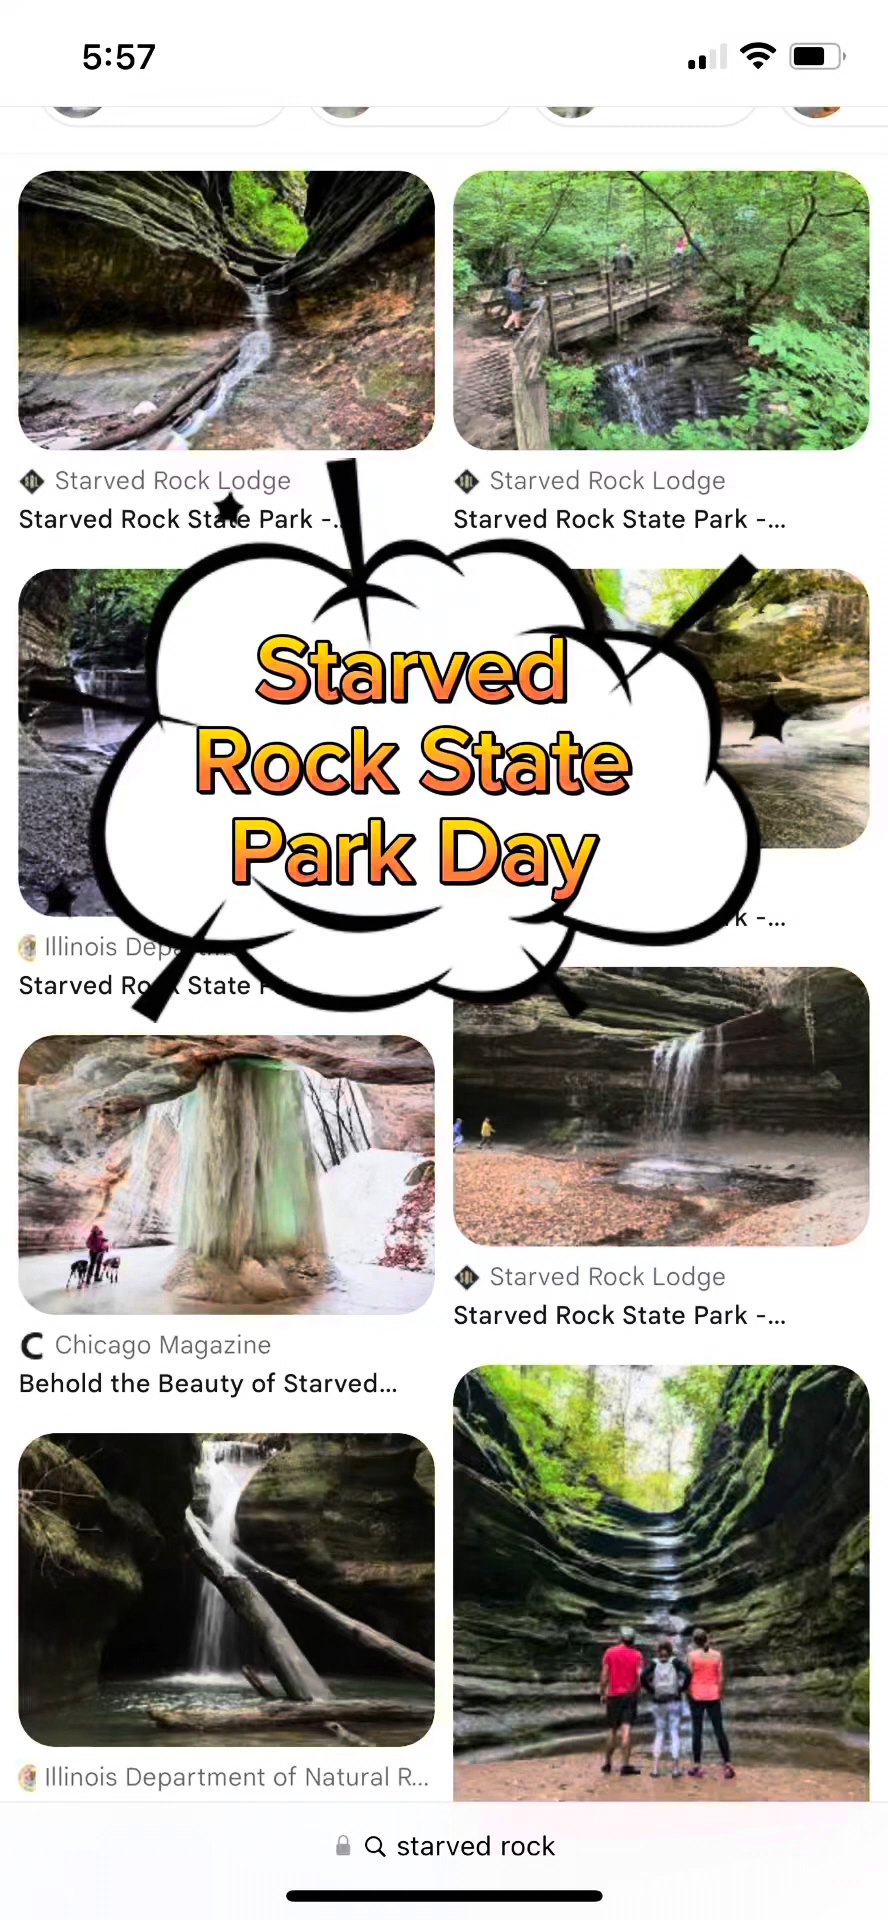 5:57
Starved Rock Lodge
Starved Rock State Park -...
Starved Rock Lodge
Starved Rock State Park -...
Starved
Rock State
Park Day
-...
Illinois
Starved State
Starved Rock Lodge
Starved Rock State Park -...
Chicago Magazine
Behold the Beauty of Starved...
Illinois Department of Natural R...
starved rock